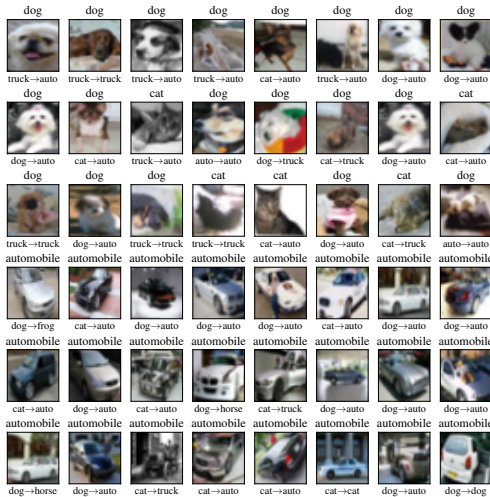 dog dog dog dog dog dog dog dog
truck→auto truck→truck truck→auto truck→auto cat→auto truck→auto dog→auto dog→auto
dog dog cat dog dog dog dog cat
dog→auto cat→auto truck→auto auto→auto dog→truck cat→truck dog→auto cat→auto
dog dog dog cat cat dog cat dog
truck→truck dog→auto truck→truck truck→truck cat→auto dog→auto cat→truck auto→auto
automobile automobile automobile automobile automobile automobile automobile automobile
dog→frog cat→auto dog→auto dog→auto dog→auto cat→auto dog→auto dog→auto
automobile automobile automobile automobile automobile automobile automobile automobile
cat→auto dog→auto cat→auto dog→horse cat→truck dog→auto dog→auto dog→auto
automobile automobile automobile automobile automobile automobile automobile automobile
dog→horse dog→auto cat→truck cat→auto cat→auto cat→cat dog→auto dog→dog